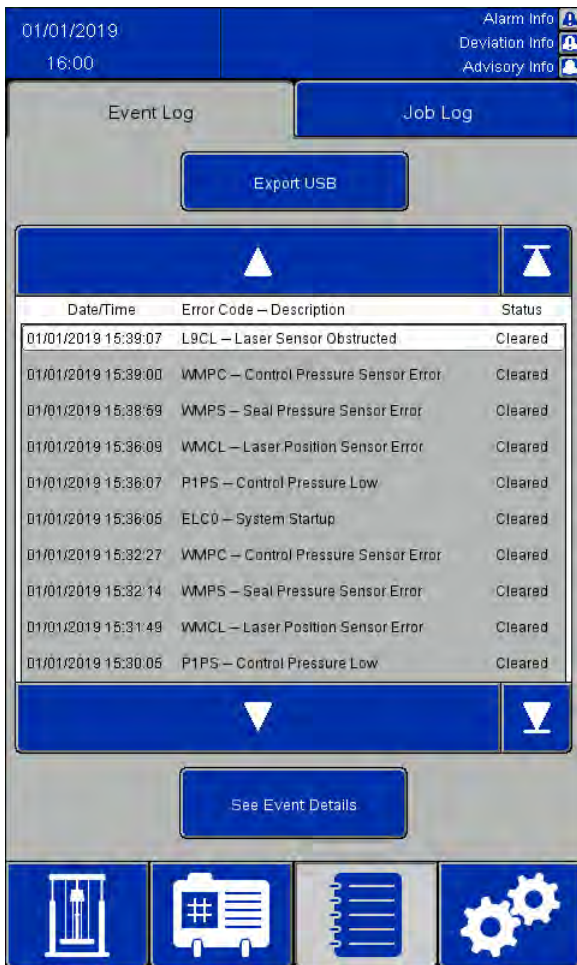 01/01/2019
16:00
Alarm Info
Deviation Info
Advisory Info
Event Log
Job Log
Export USB
Date/Time Error Code – Description Status
01/01/2019 15:39:07 L9CL – Laser Sensor Obstructed Cleared
01/01/2019 15:39:00 WMPC – Control Pressure Sensor Error Cleared
01/01/2019 15:38:59 WMPS – Seal Pressure Sensor Error Cleared
01/01/2019 15:36:09 WMCL – Laser Position Sensor Error Cleared
01/01/2019 15:36:07 P1PS – Control Pressure Low Cleared
01/01/2019 15:36:05 ELC0 – System Startup Cleared
01/01/2019 15:32:27 WMPC – Control Pressure Sensor Error Cleared
01/01/2019 15:32:14 WMPS – Seal Pressure Sensor Error Cleared
01/01/2019 15:31:49 WMCL – Laser Position Sensor Error Cleared
01/01/2019 15:30:05 P1PS – Control Pressure Low Cleared
See Event Details